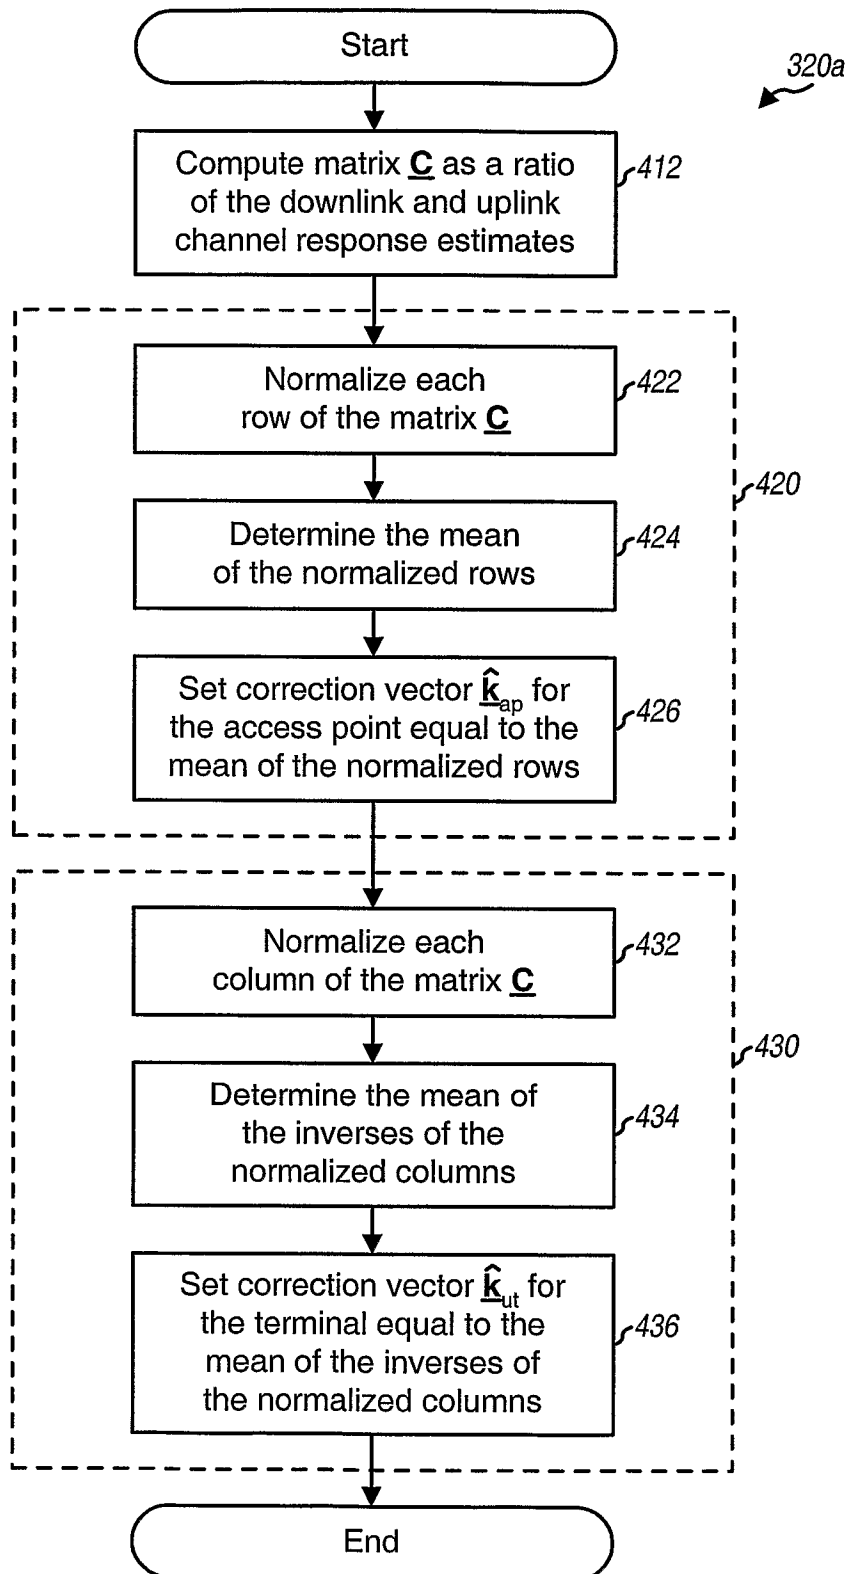 Start
320a
Compute matrix C as a ratio
of the downlink and uplink
channel response estimates
412
Normalize each
row of the matrix C
422
420
Determine the mean
of the normalized rows
424
Set correction vector k̂ap for
the access point equal to the
mean of the normalized rows
426
Normalize each
column of the matrix C
432
430
Determine the mean of
the inverses of the
normalized columns
434
Set correction vector k̂ut for
the terminal equal to the
mean of the inverses of
the normalized columns
436
End